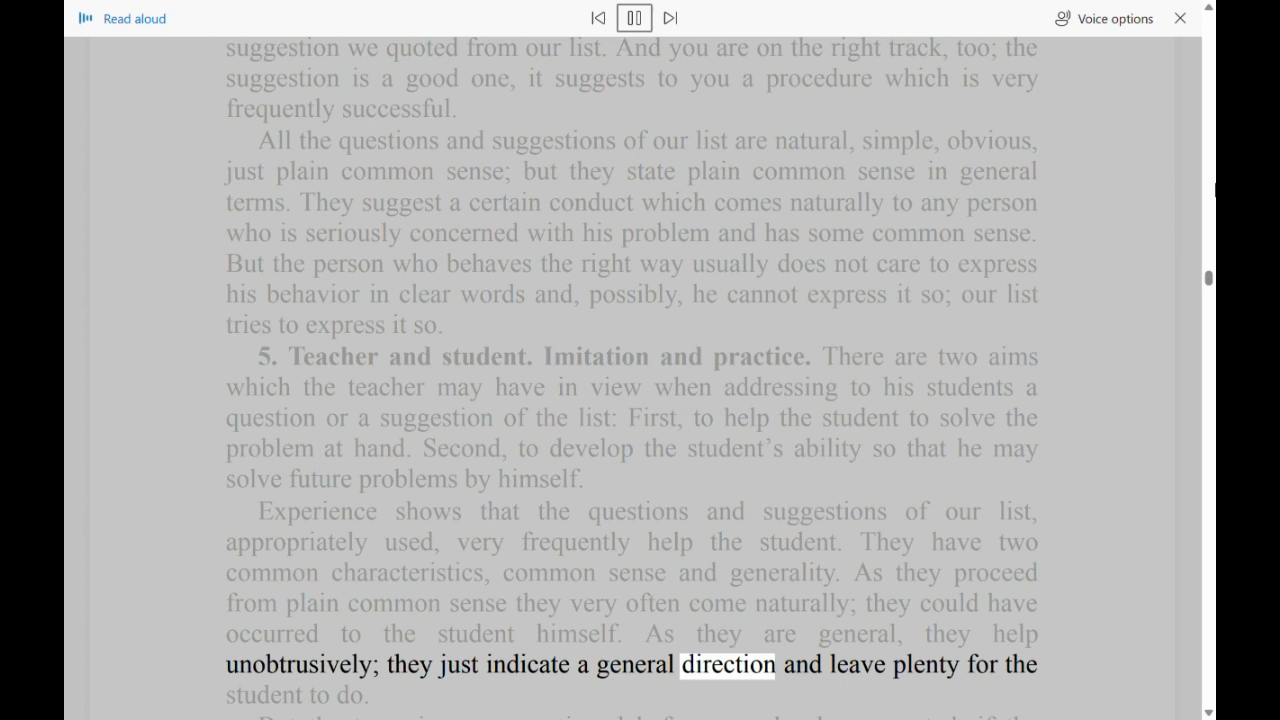 Read aloud
Voice options
suggestion we quoted from our list. And you are on the right track, too; the
suggestion is a good one, it suggests to you a procedure which is very
frequently successful.
All the questions and suggestions of our list are natural, simple, obvious,
just plain common sense; but they state plain common sense in general
terms. They suggest a certain conduct which comes naturally to any person
who is seriously concerned with his problem and has some common sense.
But the person who behaves the right way usually does not care to express
his behavior in clear words and, possibly, he cannot express it so; our list
tries to express it so.
5. Teacher and student. Imitation and practice. There are two aims
which the teacher may have in view when addressing to his students a
question or a suggestion of the list: First, to help the student to solve the
problem at hand. Second, to develop the student's ability so that he may
solve future problems by himself.
Experience shows that the questions and suggestions of our list,
appropriately used, very frequently help the student. They have two
common characteristics, common sense and generality. As they proceed
from plain common sense they very often come naturally; they could have
occurred to the student himself. As they are general, they help
unobtrusively; they just indicate a general direction and leave plenty for the
student to do.